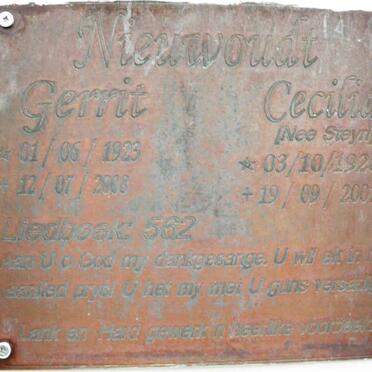 Nieuwoudt
Gerrit Cecilia
[Nee Steyn]
* 01/06/1923 * 03/10/192
+ 12/07/2008 + 19/09/200
Liedboek: 562
aan U o God my dankgesange. U wil ek in
aanled prys! U het my met U guns
Lank en Hard gewerk 'n heerlike